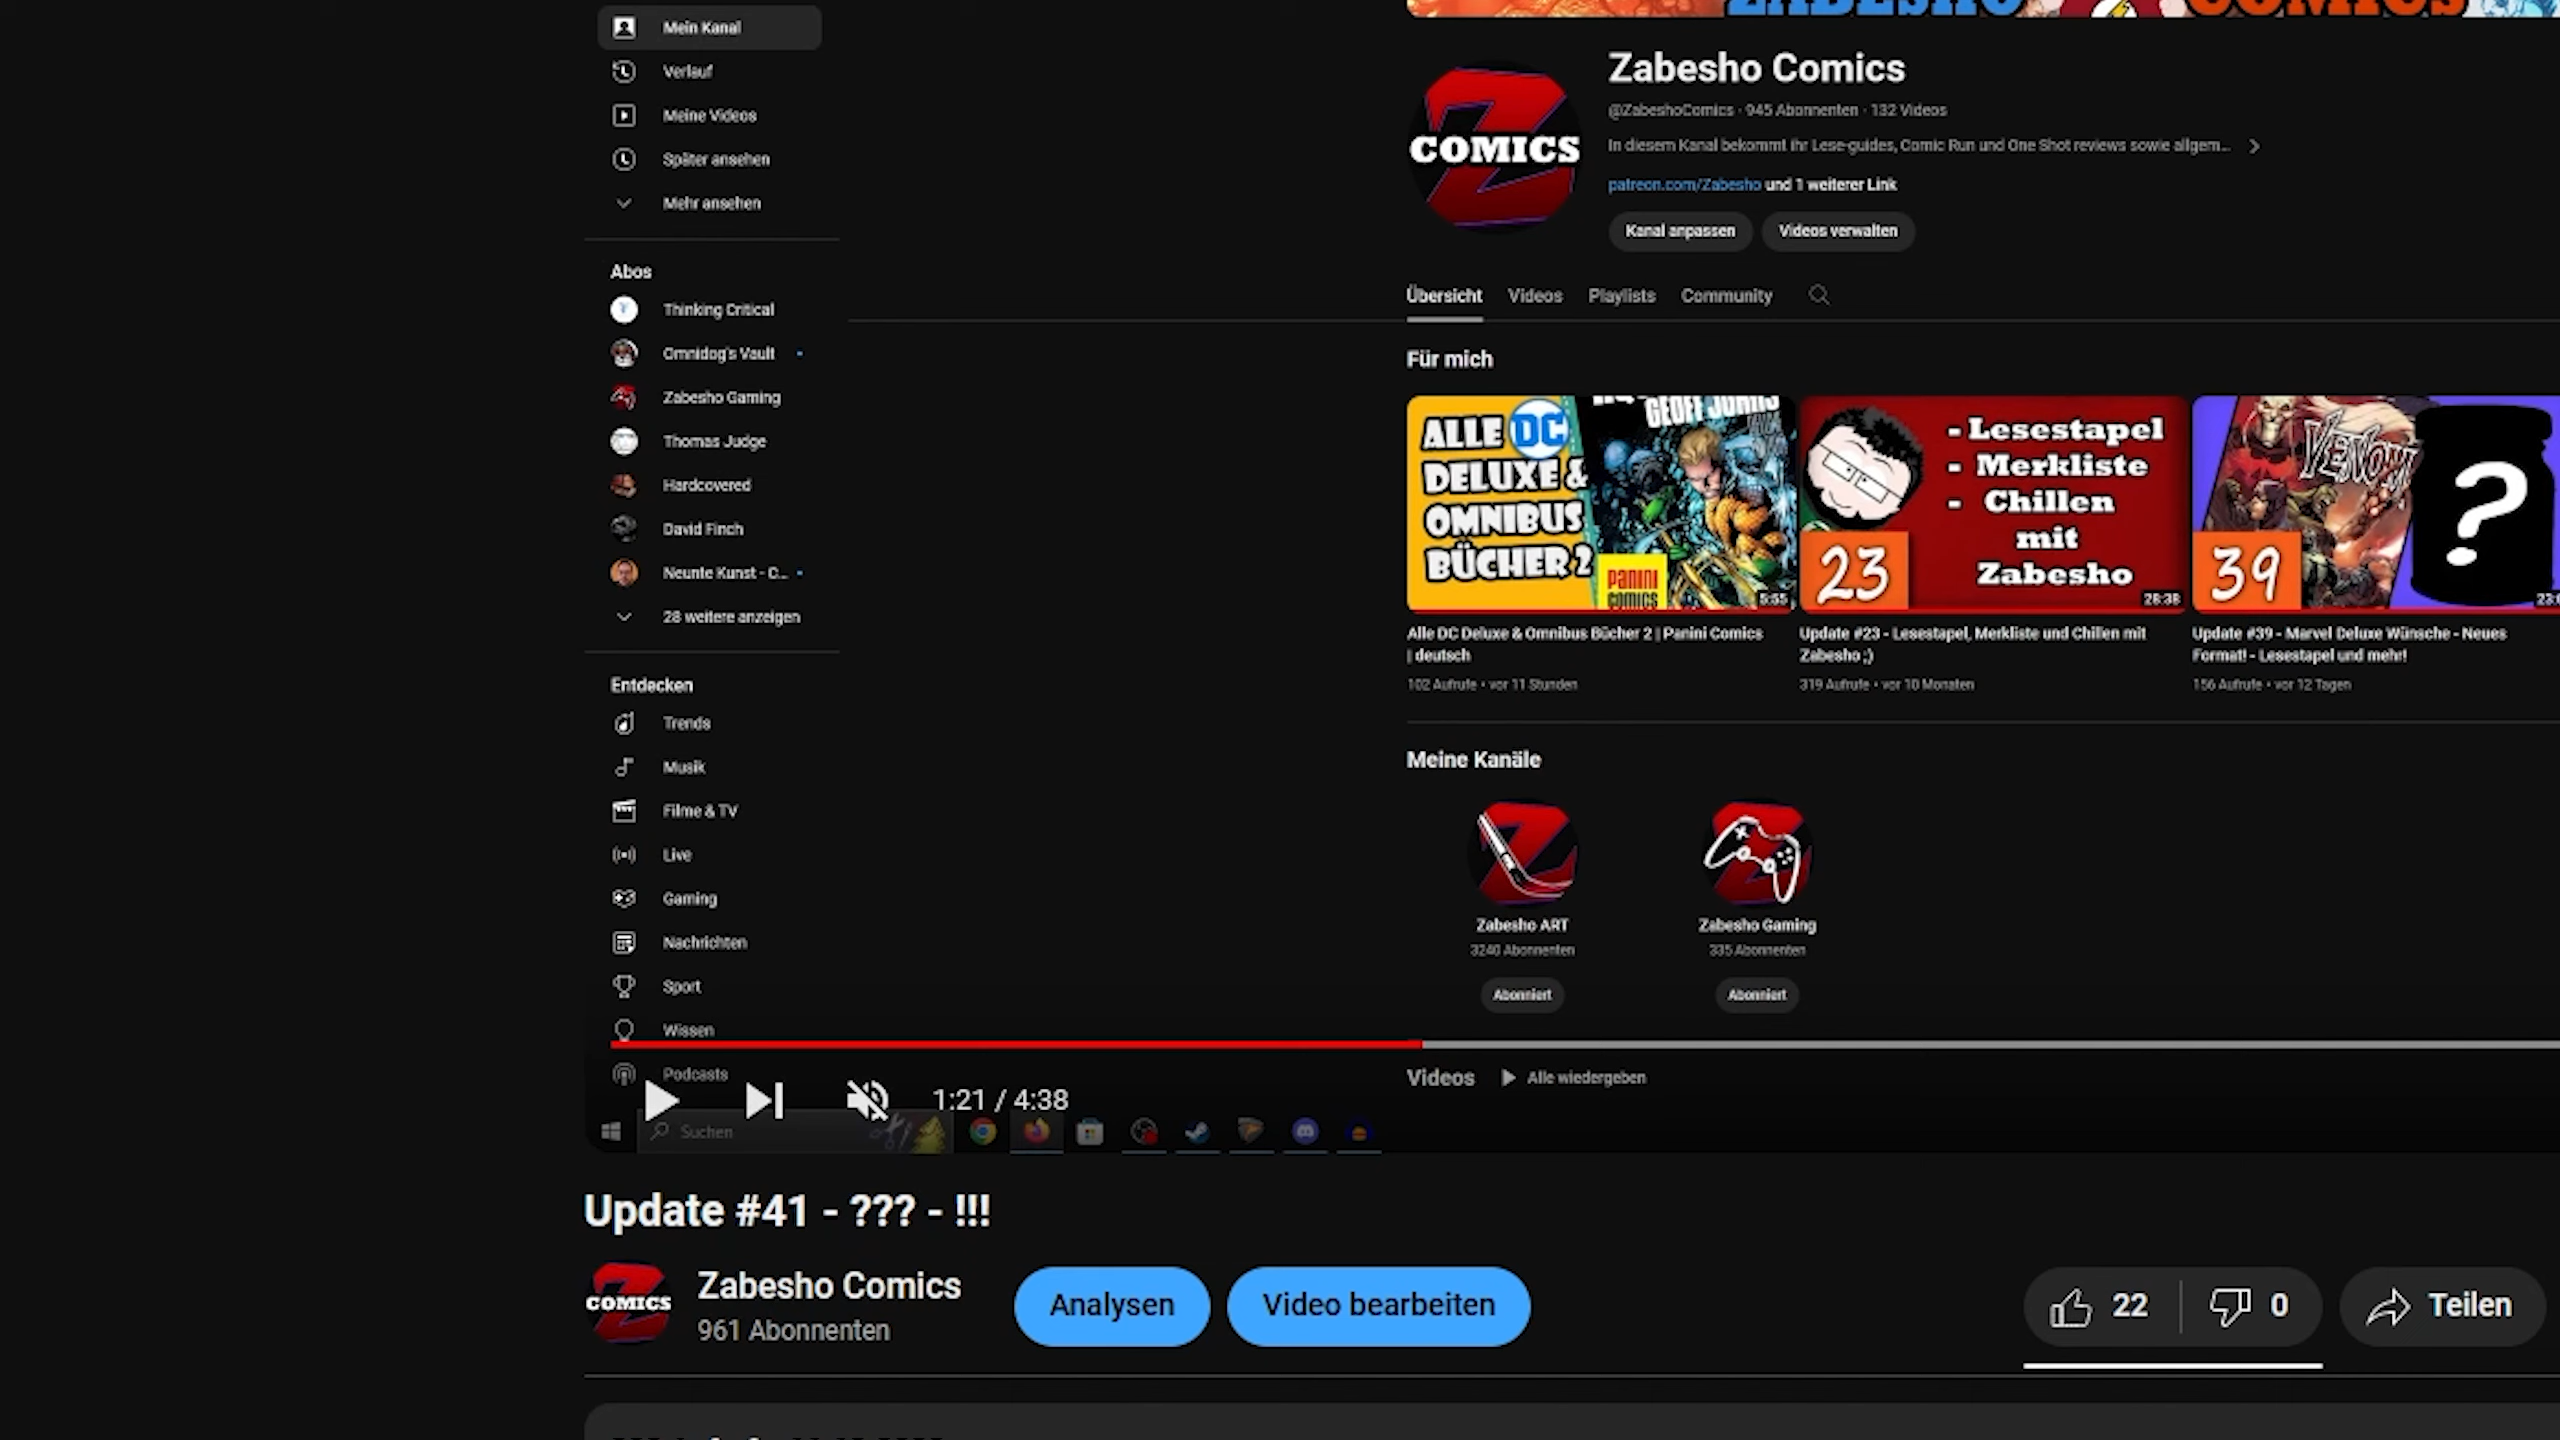 ZABESHO COMICS
Mein Kanal
Verlauf
Meine Videos
Später ansehen
Mehr ansehen
Abos
Thinking Critical
Omnidog's Vault
Zabesho Gaming
Thomas Judge
Hardcovered
David Finch
Neunte Kunst - C...
28 weitere anzeigen
Entdecken
Trends
Musik
Filme & TV
Live
Gaming
Nachrichten
Sport
Wissen
Podcasts
COMICS
Zabesho Comics
@ZabeshoComics · 945 Abonnenten · 132 Videos
In diesem Kanal bekommt ihr Lese-guides, Comic Run und One Shot reviews sowie allgem...
patreon.com/Zabesho und 1 weiterer Link
Kanal anpassen
Videos verwalten
Übersicht
Videos
Playlists
Community
Für mich
ALLE DC
DELUXE &
OMNIBUS
BÜCHER 2
GEOFF JOHNS
PANINI
COMICS
5:55
Alle DC Deluxe & Omnibus Bücher 2 | Panini Comics
| deutsch
102 Aufrufe • vor 11 Stunden
- Lesestapel
- Merkliste
- Chillen
mit
Zabesho
23
28:38
Update #23 - Lesestapel, Merkliste und Chillen mit
Zabesho ;)
319 Aufrufe • vor 10 Monaten
VENOM
?
39
Update #39 - Marvel Deluxe Wünsche - Neues
Format! - Lesestapel und mehr!
156 Aufrufe • vor 12 Tagen
Meine Kanäle
Zabesho ART
3240 Abonnenten
Abonniert
Zabesho Gaming
335 Abonnenten
Abonniert
Videos
Alle wiedergeben
1:21 / 4:38
Suchen
Update #41 - ??? - !!!
COMICS
Zabesho Comics
961 Abonnenten
Analysen
Video bearbeiten
22
0
Teilen